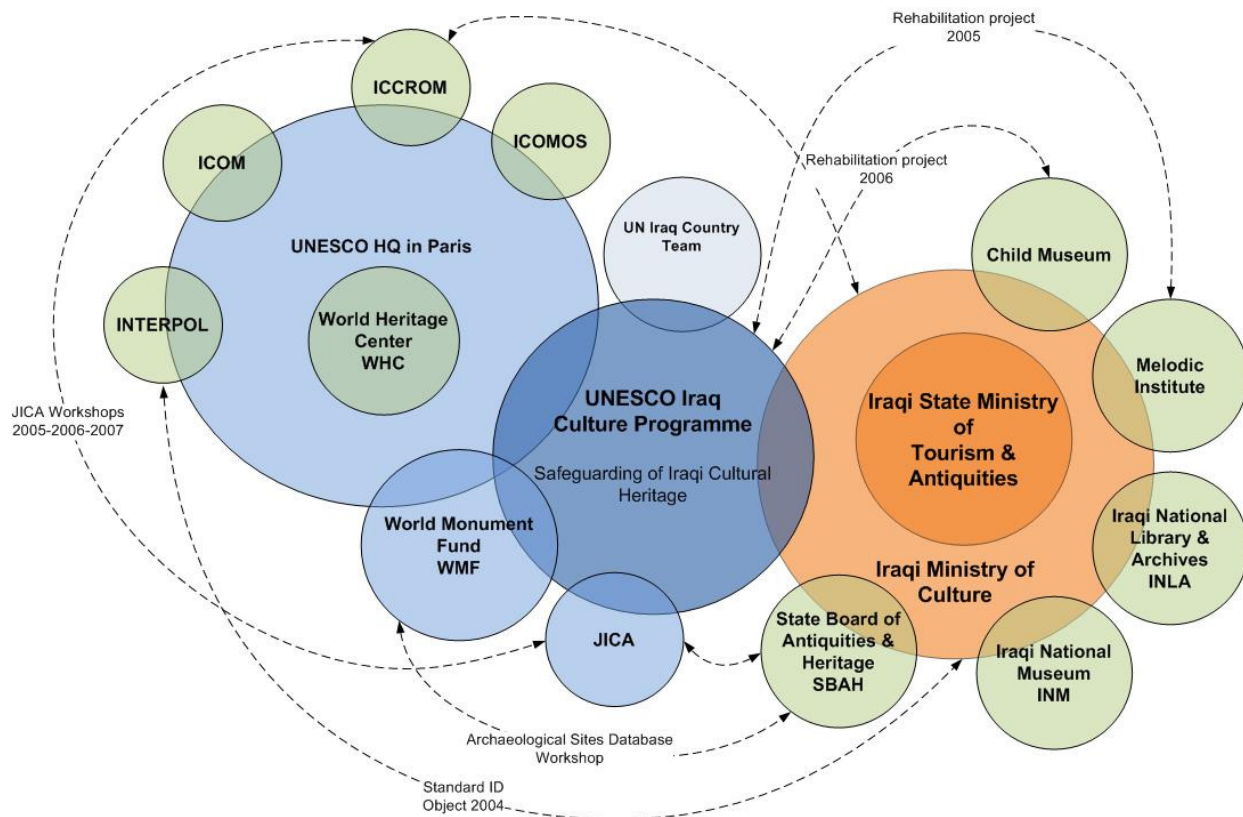 Rehabilitation project
2005
ICCROM
ICOMOS
ICOM
Rehabilitation project
2006
UN Iraq Country
Team
UNESCO HQ in Paris
Child Museum
INTERPOL
World Heritage
Center
WHC
Melodic
Institute
UNESCO Iraq
Culture Programme
Safeguarding of Iraqi Cultural
Heritage
Iraqi State Ministry
of
Tourism &
Antiquities
JICA Workshops
2005-2006-2007
World Monument
Fund
WMF
Iraqi National
Library &
Archives
INLA
Iraqi Ministry of
Culture
JICA
State Board of
Antiquities &
Heritage
SBAH
Iraqi National
Museum
INM
Archaeological Sites Database
Workshop
Standard ID
Object 2004